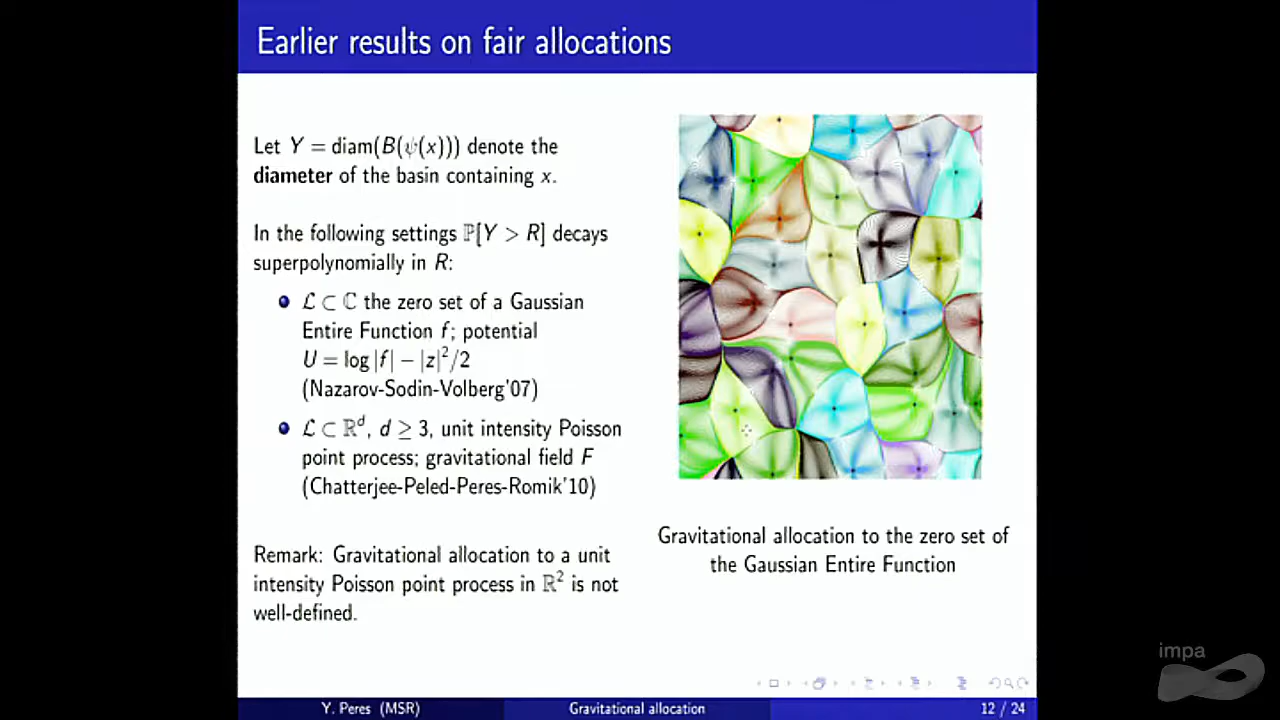 Earlier results on fair allocations
Let Y = diam(B(ψ(x))) denote the
diameter of the basin containing x.
In the following settings ℙ[Y > R] decays
superpolynomially in R:
ℒ ⊂ ℂ the zero set of a Gaussian
Entire Function f; potential
U = log|f| − |z|²/2
(Nazarov-Sodin-Volberg'07)
ℒ ⊂ ℝᵈ, d ≥ 3, unit intensity Poisson
point process; gravitational field F
(Chatterjee-Peled-Peres-Romik'10)
Remark: Gravitational allocation to a unit
intensity Poisson point process in ℝ² is not
well-defined.
Gravitational allocation to the zero set of
the Gaussian Entire Function
impa
Y. Peres (MSR)
Gravitational allocation
12 / 24